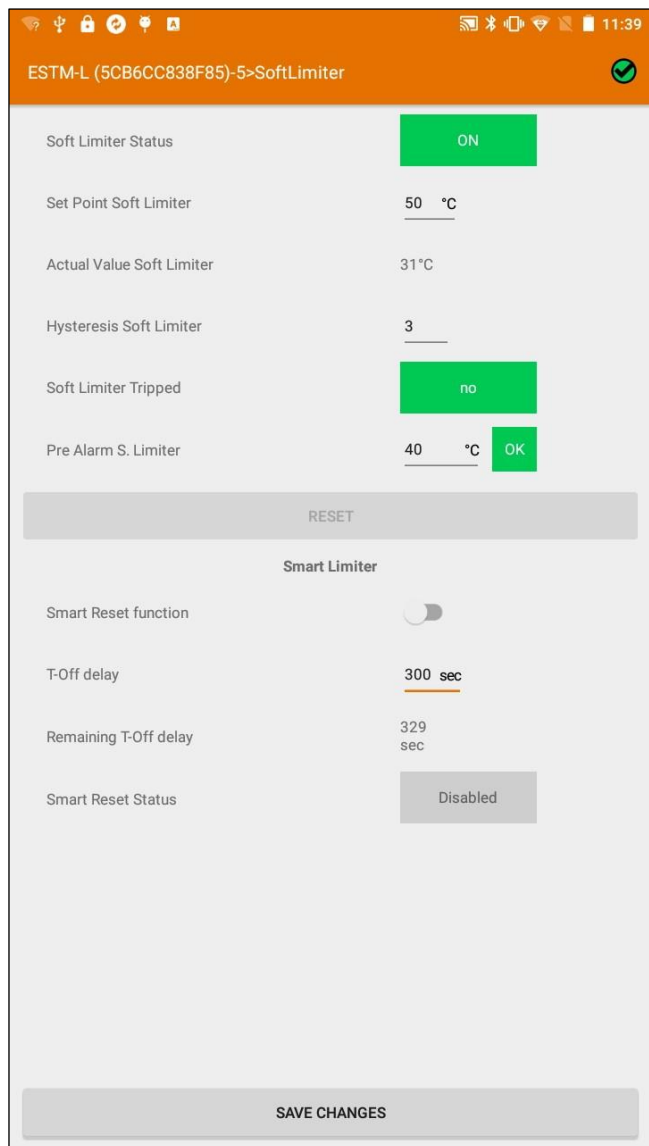 11:39
ESTM-L (5CB6CC838F85)-5>SoftLimiter
Soft Limiter Status ON
Set Point Soft Limiter 50 °C
Actual Value Soft Limiter 31°C
Hysteresis Soft Limiter 3
Soft Limiter Tripped no
Pre Alarm S. Limiter 40 °C OK
RESET
Smart Limiter
Smart Reset function
T-Off delay 300 sec
Remaining T-Off delay 329
sec
Smart Reset Status Disabled
SAVE CHANGES